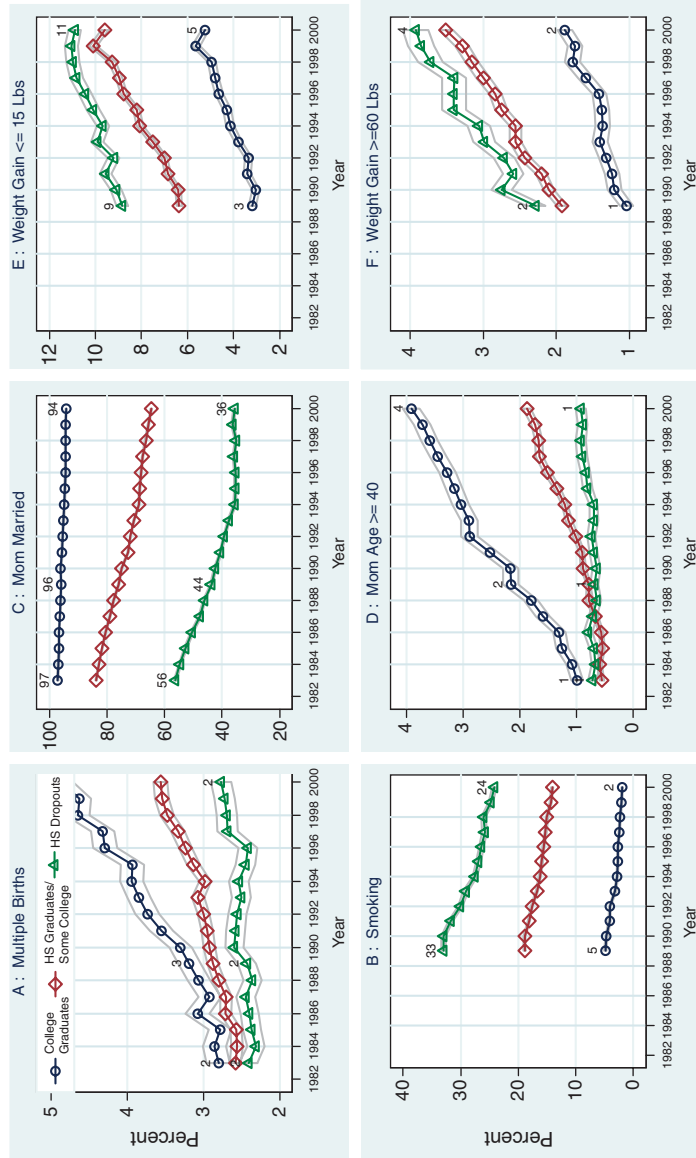 A : Multiple Births
College Graduates
HS Graduates/ Some College
HS Dropouts
Percent
5
4
3
2
2
3
2
2
1982 1984 1986 1988 1990 1992 1994 1996 1998 2000
Year
C : Mom Married
100
80
60
40
20
97
96
94
56
44
36
1982 1984 1986 1988 1990 1992 1994 1996 1998 2000
Year
E : Weight Gain <= 15 Lbs
12
10
8
6
4
2
9
11
3
5
1982 1984 1986 1988 1990 1992 1994 1996 1998 2000
Year
B : Smoking
Percent
40
30
20
10
0
33
24
5
2
1982 1984 1986 1988 1990 1992 1994 1996 1998 2000
Year
D : Mom Age >= 40
4
3
2
1
0
1
2
4
1
1
1982 1984 1986 1988 1990 1992 1994 1996 1998 2000
Year
F : Weight Gain >=60 Lbs
4
3
2
1
2
4
1
2
1982 1984 1986 1988 1990 1992 1994 1996 1998 2000
Year